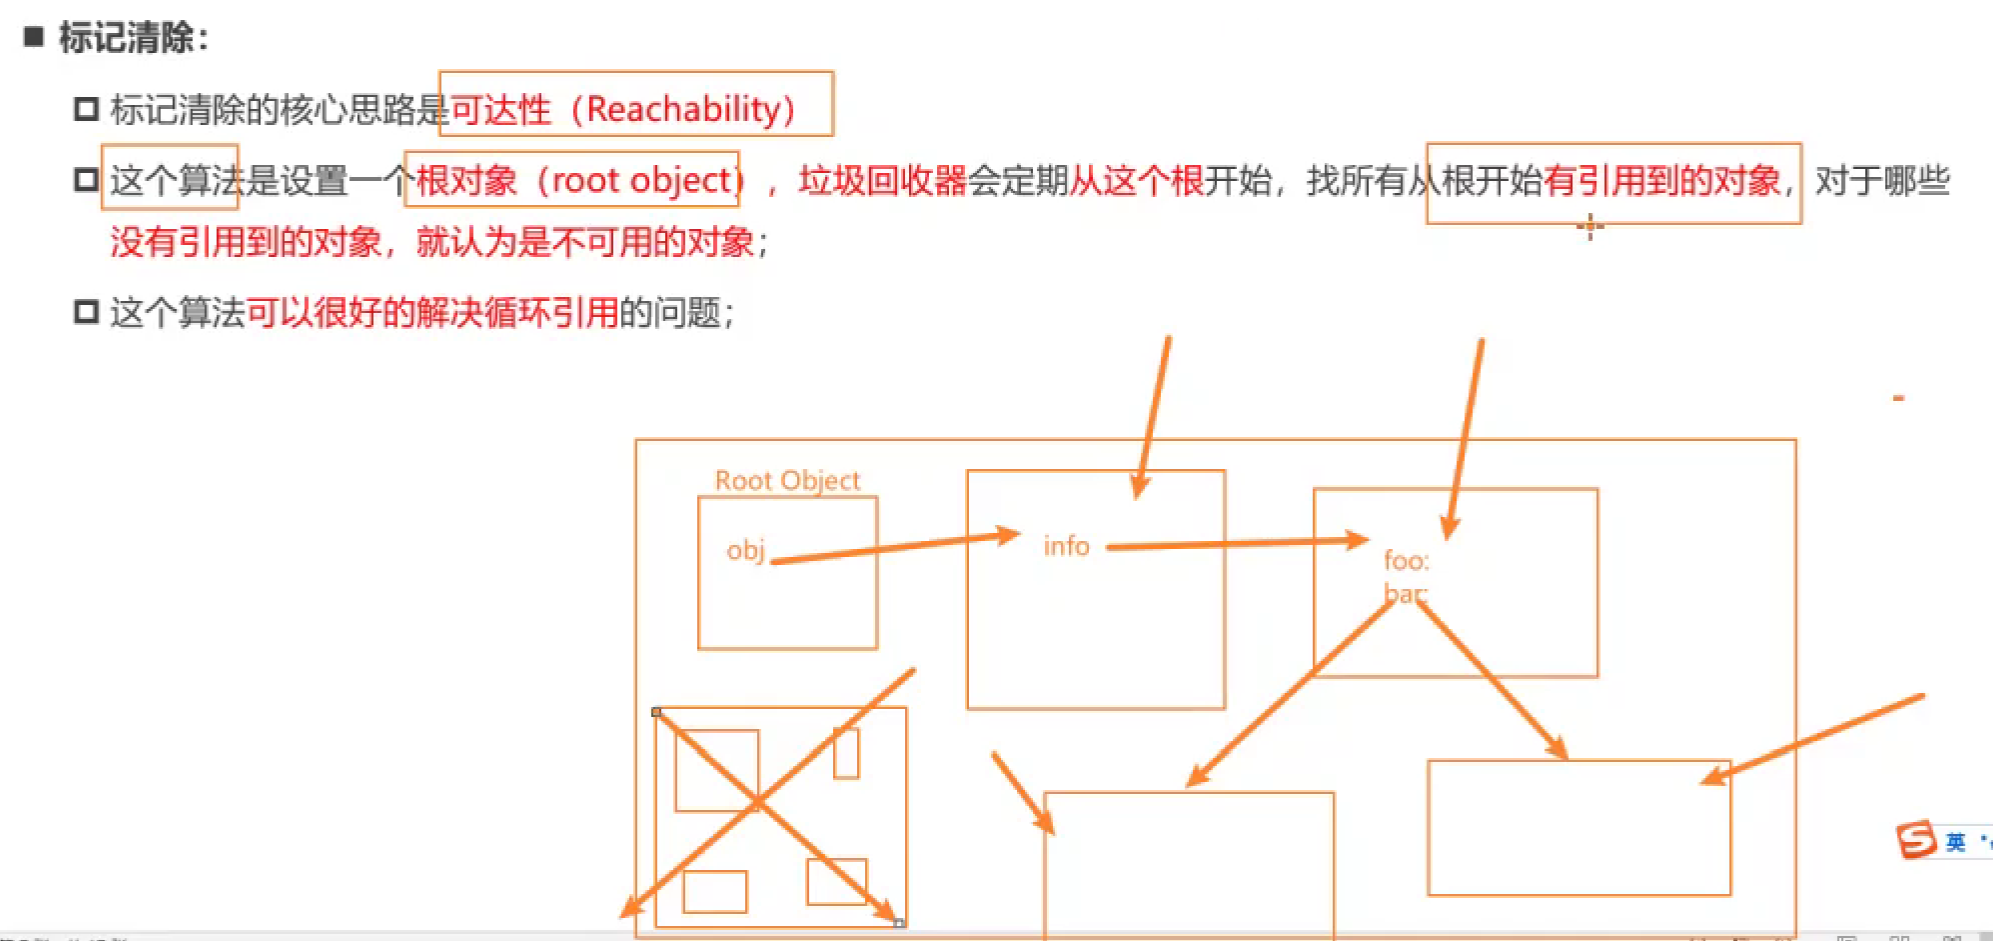 标记清除：
标记清除的核心思路是可达性（Reachability）
这个算法是设置一个根对象（root object），垃圾回收器会定期从这个根开始，找所有从根开始有引用到的对象，对于哪些
没有引用到的对象，就认为是不可用的对象；
这个算法可以很好的解决循环引用的问题；
Root Object
obj
info
foo:
bar:
英